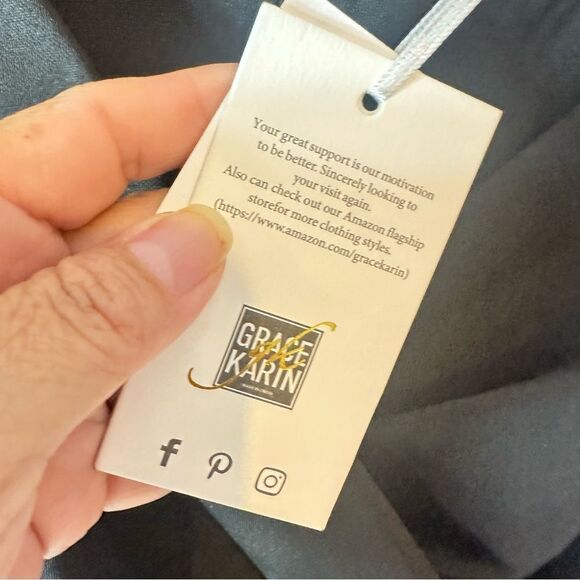 Your great support is our motivation
to be better. Sincerely looking to
your visit again.
Also can check out our Amazon flagship
storefor more clothing styles.
(https://www.amazon.com/gracekarin)
GRACE
KARIN